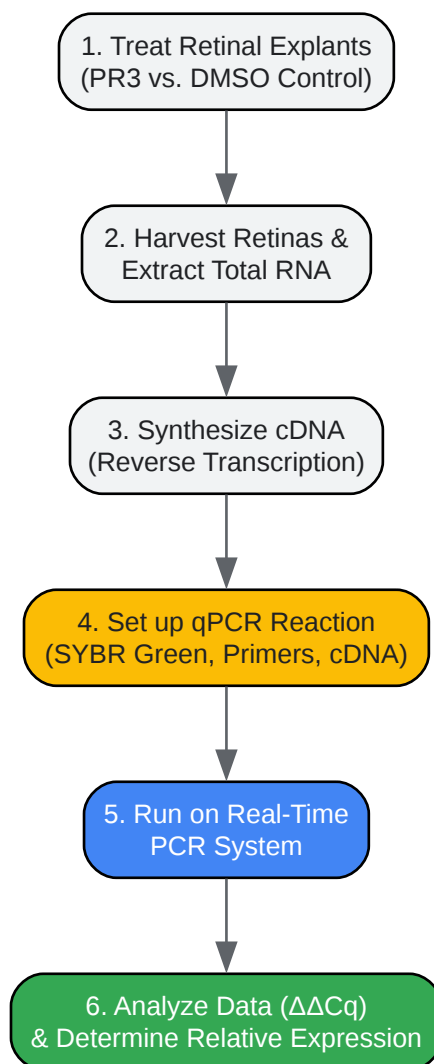 1. Treat Retinal Explants
(PR3 vs. DMSO Control)
2. Harvest Retinas &
Extract Total RNA
3. Synthesize cDNA
(Reverse Transcription)
4. Set up qPCR Reaction
(SYBR Green, Primers, cDNA)
5. Run on Real-Time
PCR System
6. Analyze Data (ΔΔCq)
& Determine Relative Expression